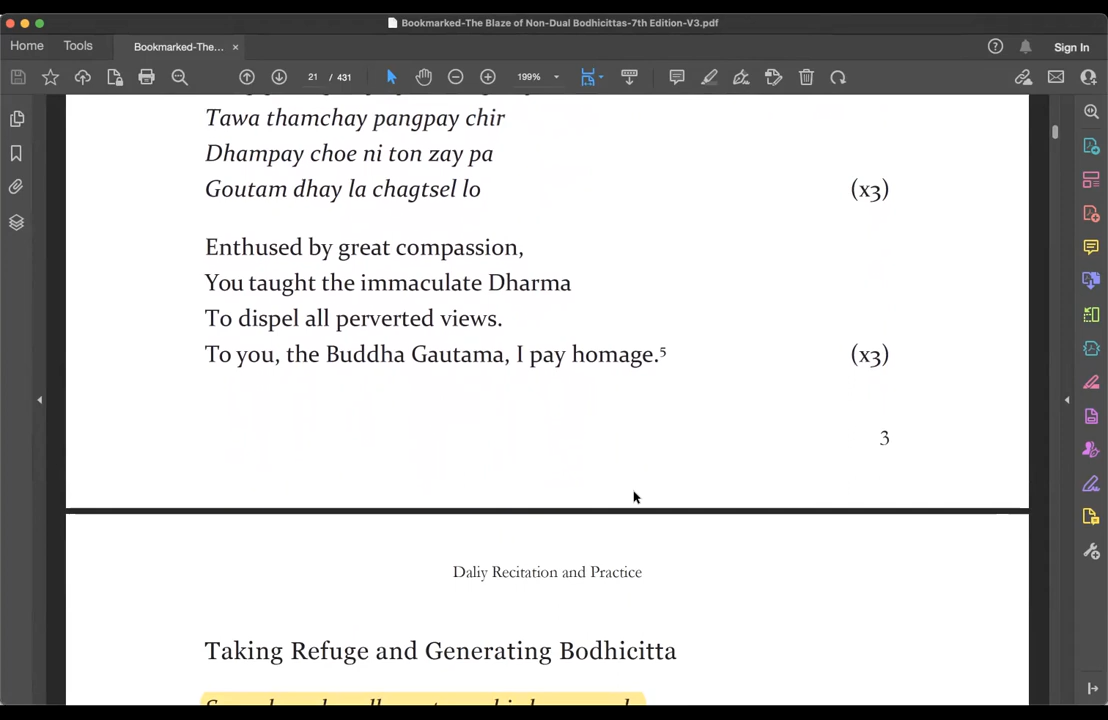 Bookmarked-The Blaze of Non-Dual Bodhicittas-7th Edition-V3.pdf
Home Tools Bookmarked-The... × Sign In
21 / 431 199%
Tawa thamchay pangpay chir
Dhampay choe ni ton zay pa
Goutam dhay la chagtsel lo (x3)
Enthused by great compassion,
You taught the immaculate Dharma
To dispel all perverted views.
To you, the Buddha Gautama, I pay homage.⁵ (x3)
3
Daliy Recitation and Practice
Taking Refuge and Generating Bodhicitta